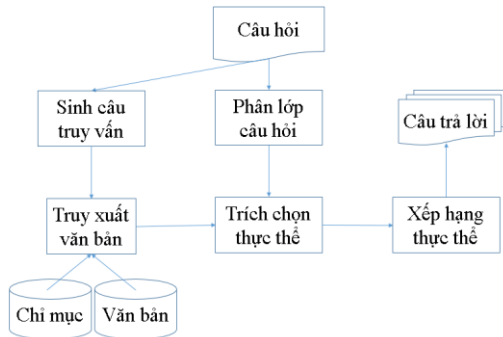 Câu hỏi
Sinh câu
truy vấn
Phân lớp
câu hỏi
Câu trả lời
Truy xuất
văn bản
Trích chọn
thực thể
Xếp hạng
thực thể
Chỉ mục
Văn bản